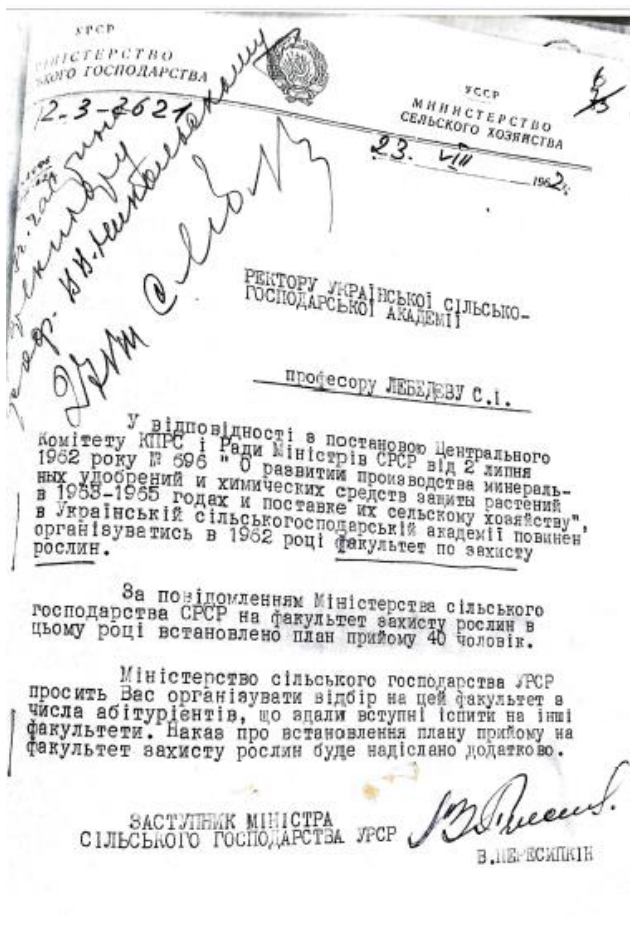 УРСР
МІНІСТЕРСТВО
СЬКОГО ГОСПОДАРСТВА
УССР
МИНИСТЕРСТВО
СЕЛЬСКОГО ХОЗЯЙСТВА
12-3-2621
23. VIII 1962г.
РЕКТОРУ УКРАЇНСЬКОЇ СІЛЬСЬКО-
ГОСПОДАРСЬКОЇ АКАДЕМІЇ
професору ЛЕБЕДЕВУ С.І.
У відповідності з постановою Центрального
Комітету КПРС і Ради Міністрів СРСР від 2 липня
1962 року № 696 " О развитии производства минераль-
ных удобрений и химических средств защиты растений
в 1963-1965 годах и поставке их сельскому хозяйству",
в Українській сільськогосподарській академії повинен
організуватись в 1962 році факультет по захисту
рослин.
За повідомленням Міністерства сільського
господарства СРСР на факультет захисту рослин в
цьому році встановлено план прийому 40 чоловік.
Міністерство сільського господарства УРСР
просить Вас організувати відбір на цей факультет з
числа абітурієнтів, що здали вступні іспити на інші
факультети. Наказ про встановлення плану прийому на
факультет захисту рослин буде надіслано додатково.
ЗАСТУПНИК МІНІСТРА
СІЛЬСЬКОГО ГОСПОДАРСТВА УРСР
В.ПЕРЕСИПКІН